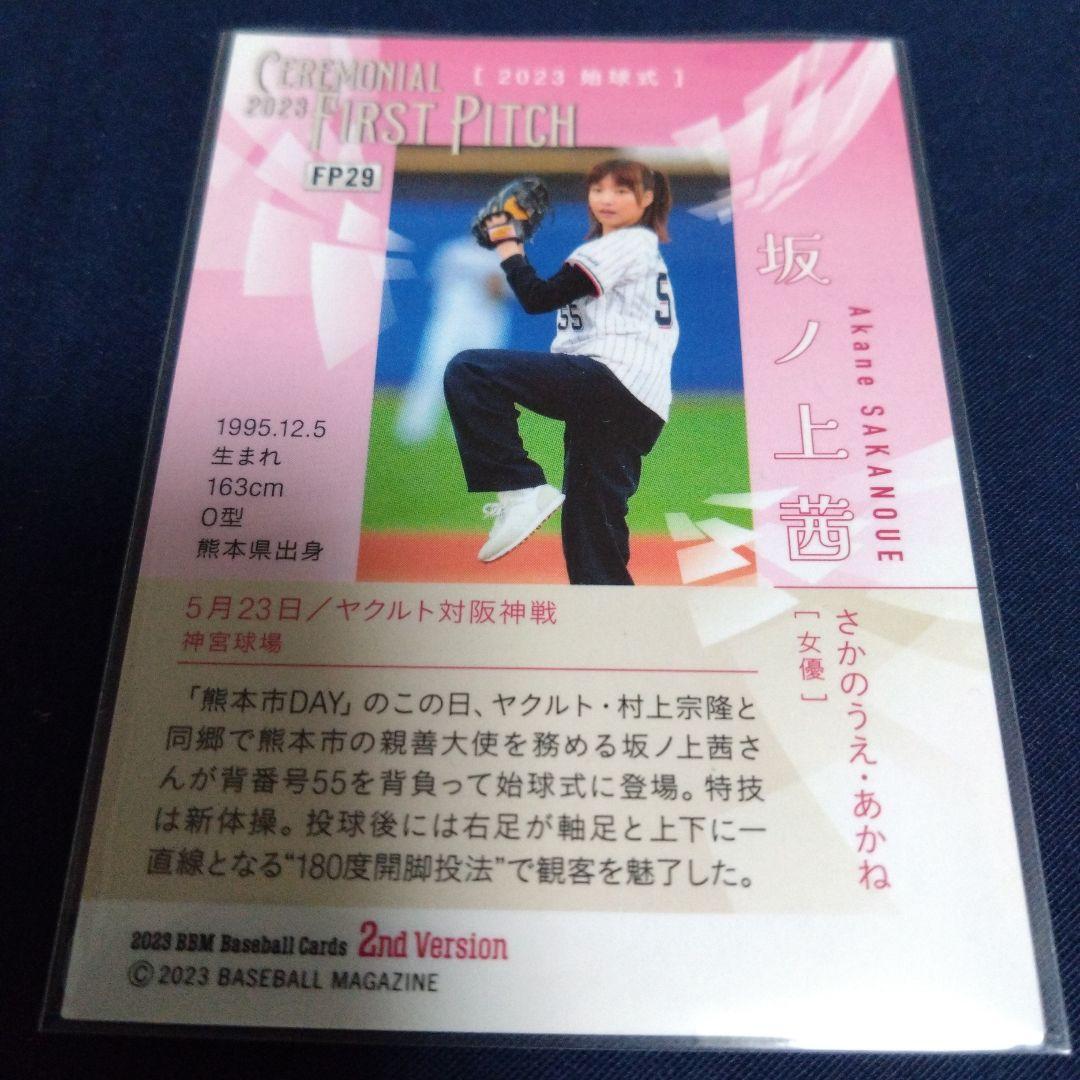 CEREMONIAL
2023 FIRST PITCH
[ 2023 始球式 ]
FP29
55
5
坂ノ上茜
Akane SAKANOUE
さかのうえ・あかね
[ 女優 ]
1995.12.5
生まれ
163cm
O型
熊本県出身
5月23日/ヤクルト対阪神戦
神宮球場
「熊本市DAY」のこの日、ヤクルト・村上宗隆と
同郷で熊本市の親善大使を務める坂ノ上茜さ
んが背番号55を背負って始球式に登場。特技
は新体操。投球後には右足が軸足と上下に一
直線となる“180度開脚投法”で観客を魅了した。
2023 BBM Baseball Cards 2nd Version
Ⓒ 2023 BASEBALL MAGAZINE